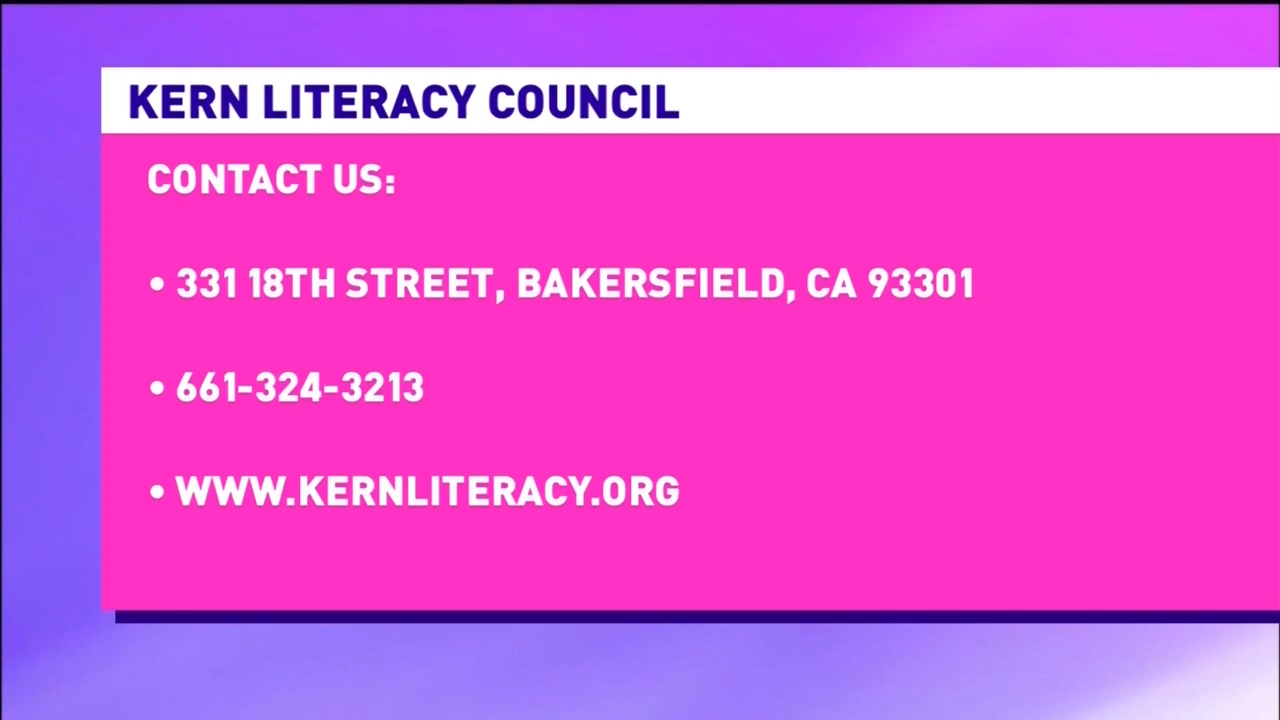 KERN LITERACY COUNCIL
CONTACT US:
• 331 18TH STREET, BAKERSFIELD, CA 93301
• 661-324-3213
• WWW.KERNLITERACY.ORG